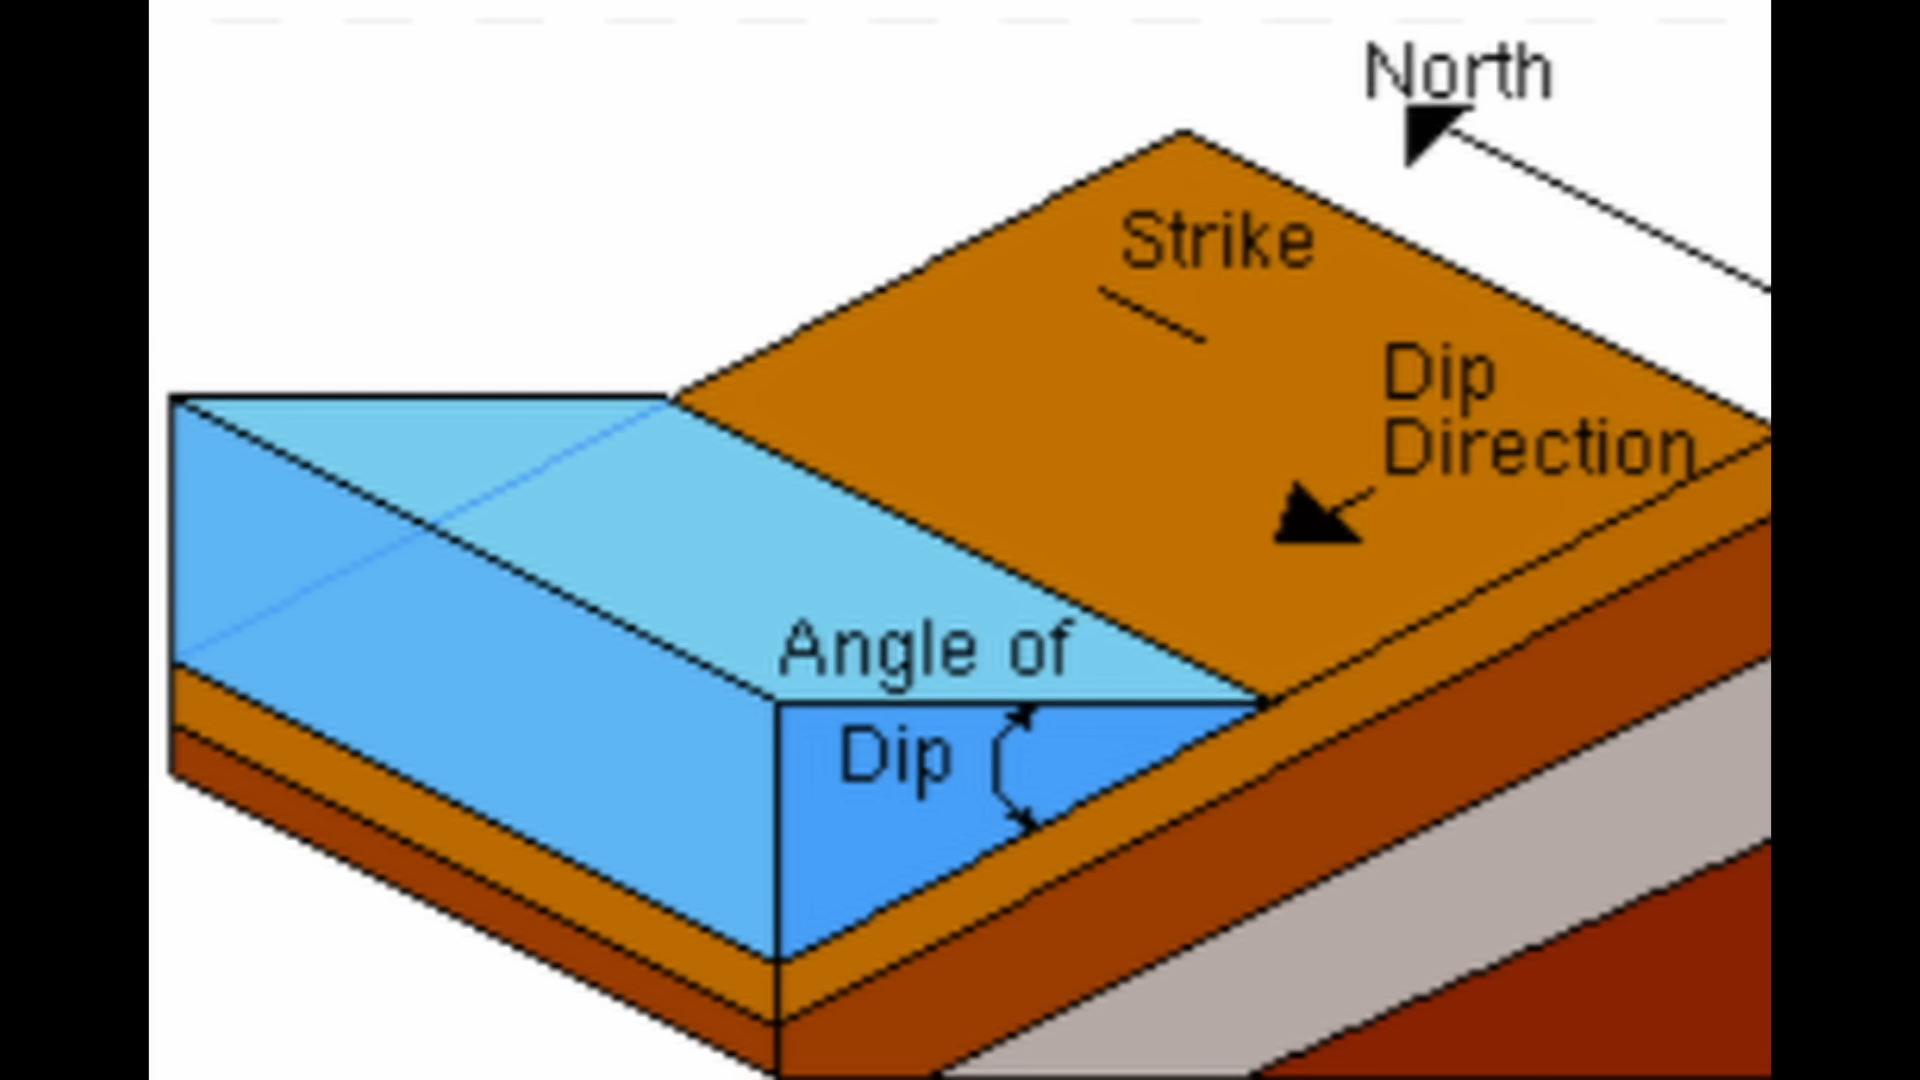 North
Strike
Dip
Direction
Angle of
Dip